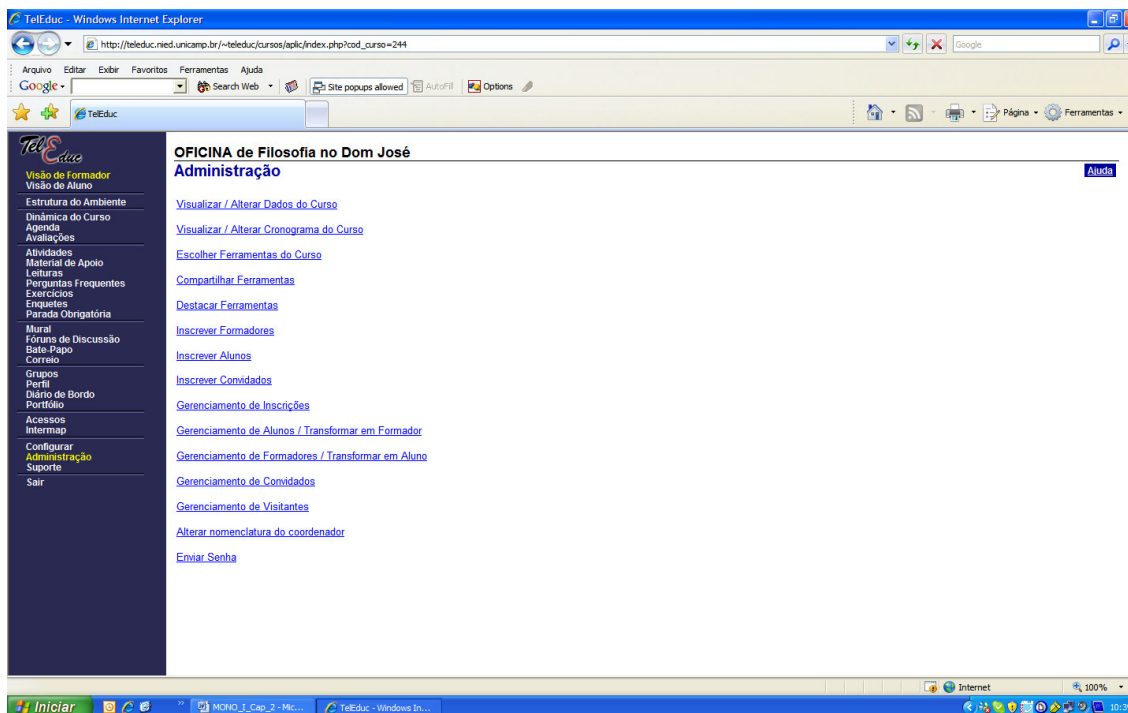 TelEduc - Windows Internet Explorer
http://teleduc.nied.unicamp.br/~teleduc/cursos/aplic/index.php?cod_curso=244
Google
Arquivo Editar Exibir Favoritos Ferramentas Ajuda
Google Search Web Site popups allowed AutoFill Options
TelEduc
Página Ferramentas
TelEduc
Visão de Formador
Visão de Aluno
Estrutura do Ambiente
Dinâmica do Curso
Agenda
Avaliações
Atividades
Material de Apoio
Leituras
Perguntas Frequentes
Exercícios
Enquetes
Parada Obrigatória
Mural
Fóruns de Discussão
Bate-Papo
Correio
Grupos
Perfil
Diário de Bordo
Portfólio
Acessos
Intermap
Configurar
Administração
Suporte
Sair
OFICINA de Filosofia no Dom José
Administração
Ajuda
Visualizar / Alterar Dados do Curso
Visualizar / Alterar Cronograma do Curso
Escolher Ferramentas do Curso
Compartilhar Ferramentas
Destacar Ferramentas
Inscrever Formadores
Inscrever Alunos
Inscrever Convidados
Gerenciamento de Inscrições
Gerenciamento de Alunos / Transformar em Formador
Gerenciamento de Formadores / Transformar em Aluno
Gerenciamento de Convidados
Gerenciamento de Visitantes
Alterar nomenclatura do coordenador
Enviar Senha
Internet
100%
Iniciar
MONO_I_Cap_2 - Mic...
TelEduc - Windows In...